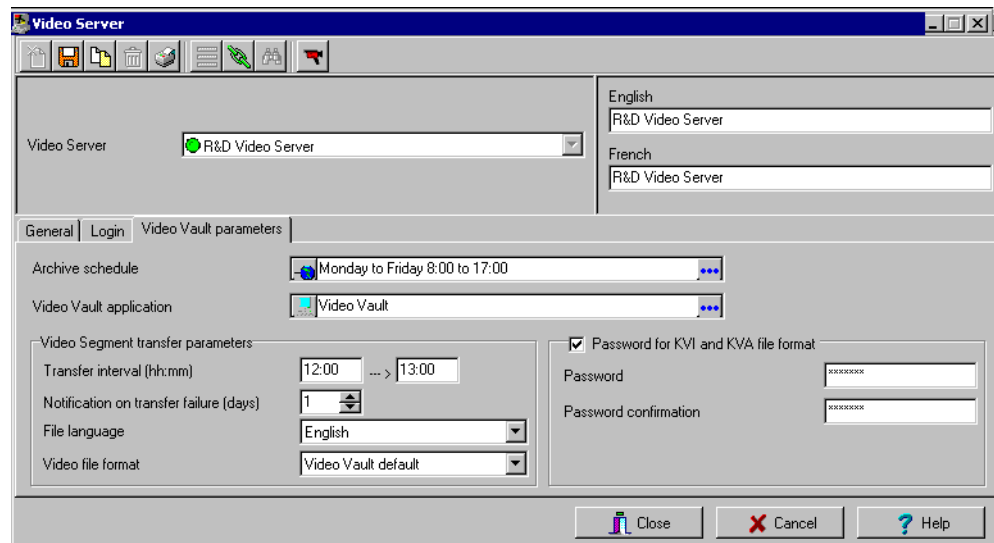 Video Server
English
R&D Video Server
Video Server
R&D Video Server
French
R&D Video Server
General
Login
Video Vault parameters
Archive schedule
Monday to Friday 8:00 to 17:00
Video Vault application
Video Vault
Video Segment transfer parameters
Transfer interval (hh:mm)
12:00 ---> 13:00
Notification on transfer failure (days)
1
File language
English
Video file format
Video Vault default
Password for KVI and KVA file format
Password
*******
Password confirmation
*******
Close
Cancel
Help